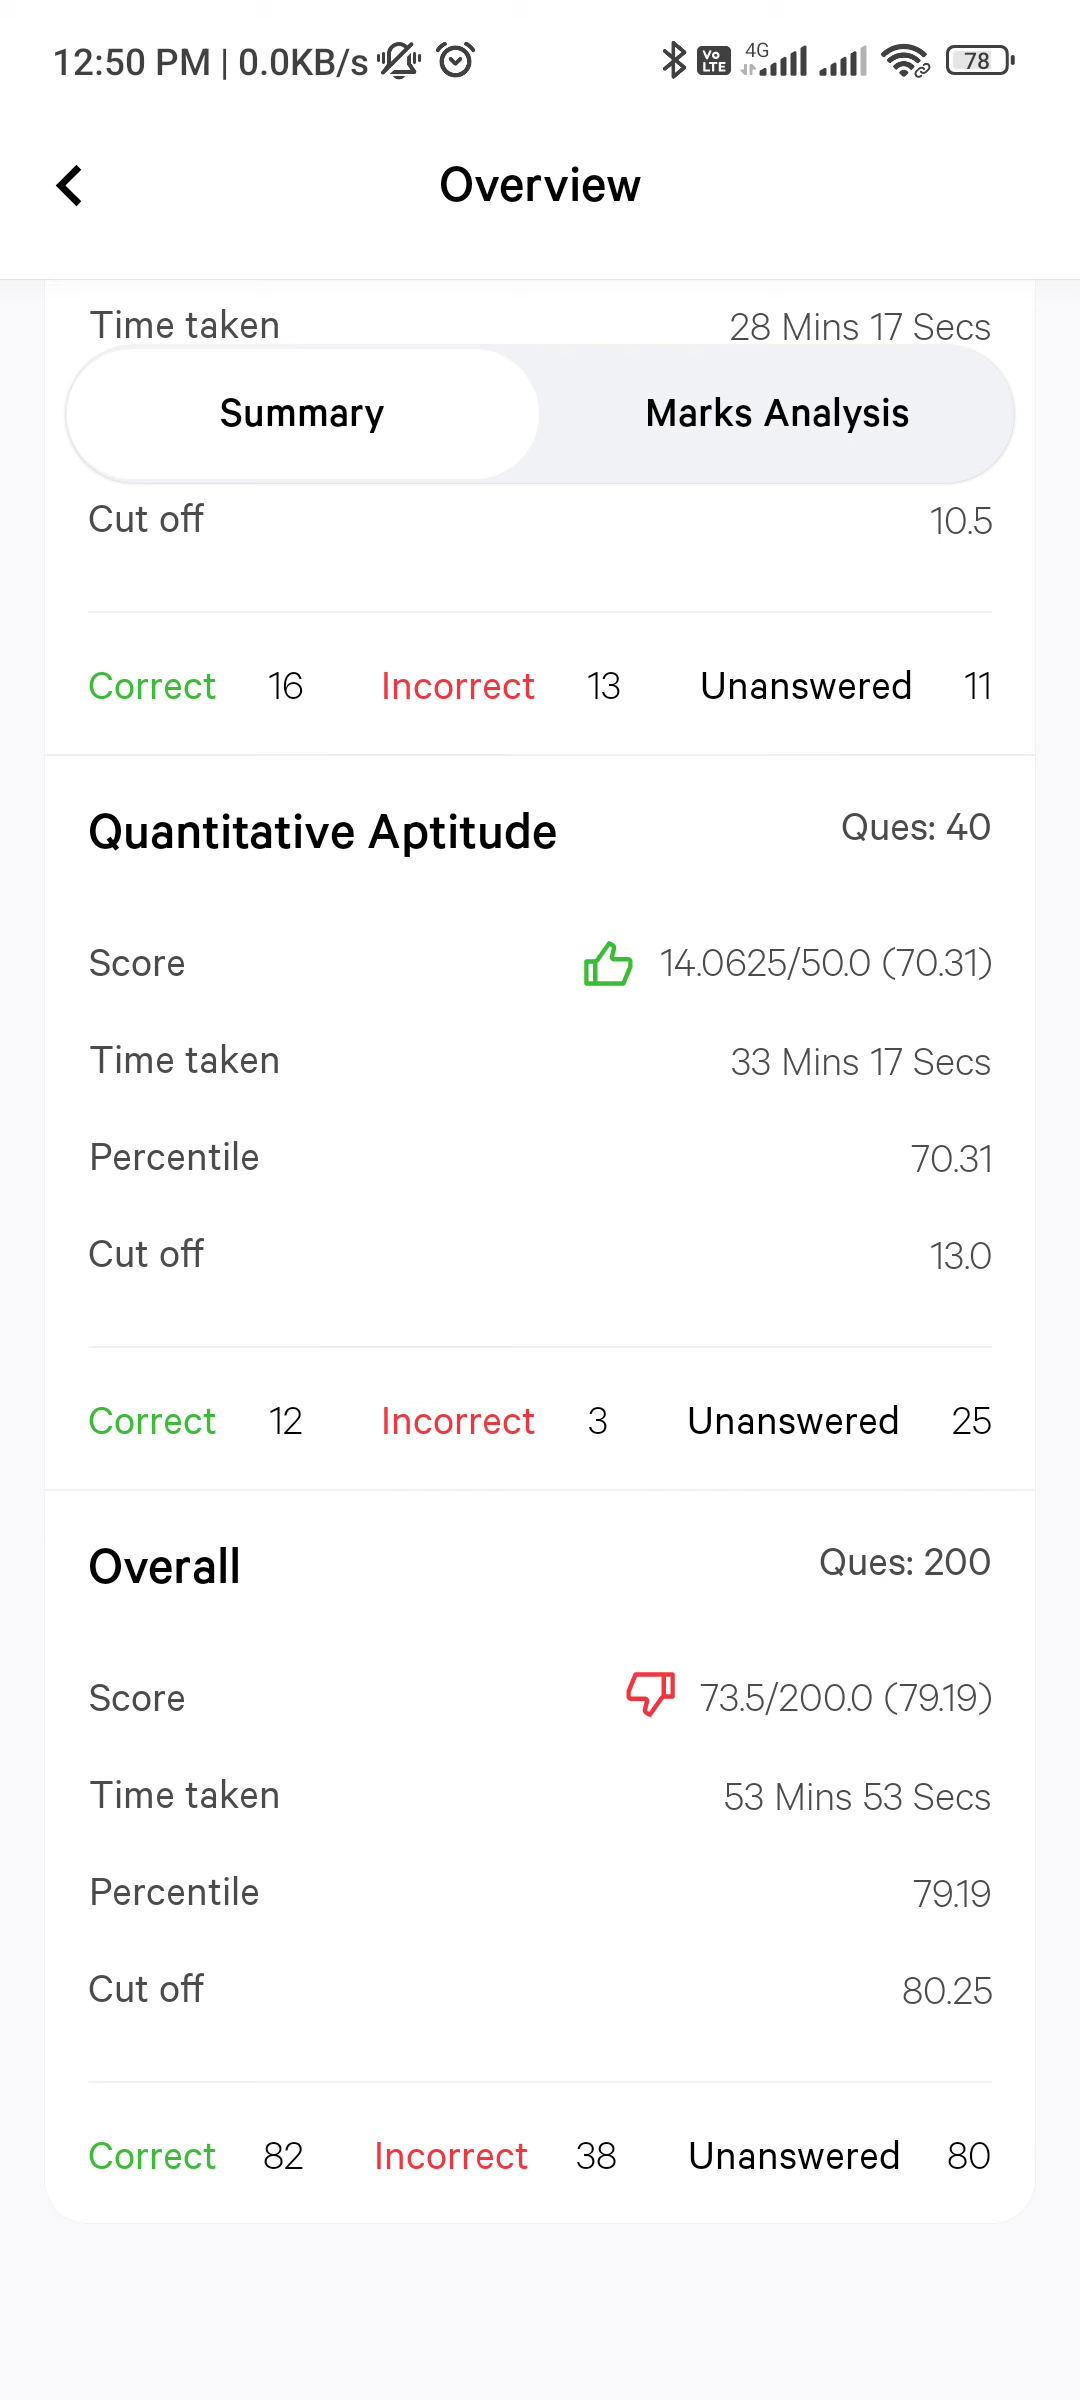 12:50 PM | 0.0KB/s Vo LTE 4G 78
Overview
Time taken 28 Mins 17 Secs
Summary Marks Analysis
Cut off 10.5
Correct 16 Incorrect 13 Unanswered 11
Quantitative Aptitude Ques: 40
Score 14.0625/50.0 (70.31)
Time taken 33 Mins 17 Secs
Percentile 70.31
Cut off 13.0
Correct 12 Incorrect 3 Unanswered 25
Overall Ques: 200
Score 73.5/200.0 (79.19)
Time taken 53 Mins 53 Secs
Percentile 79.19
Cut off 80.25
Correct 82 Incorrect 38 Unanswered 80